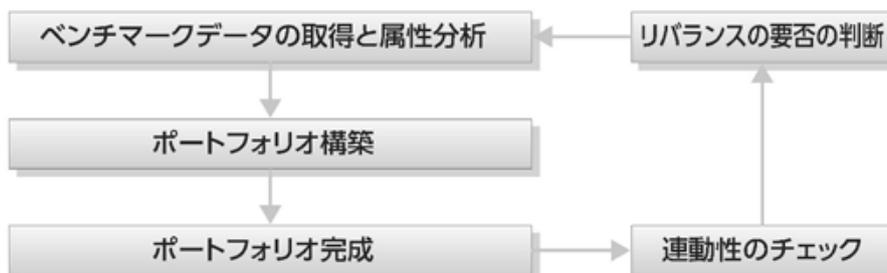 ベンチマークデータの取得と属性分析
リバランスの要否の判断
ポートフォリオ構築
ポートフォリオ完成
連動性のチェック